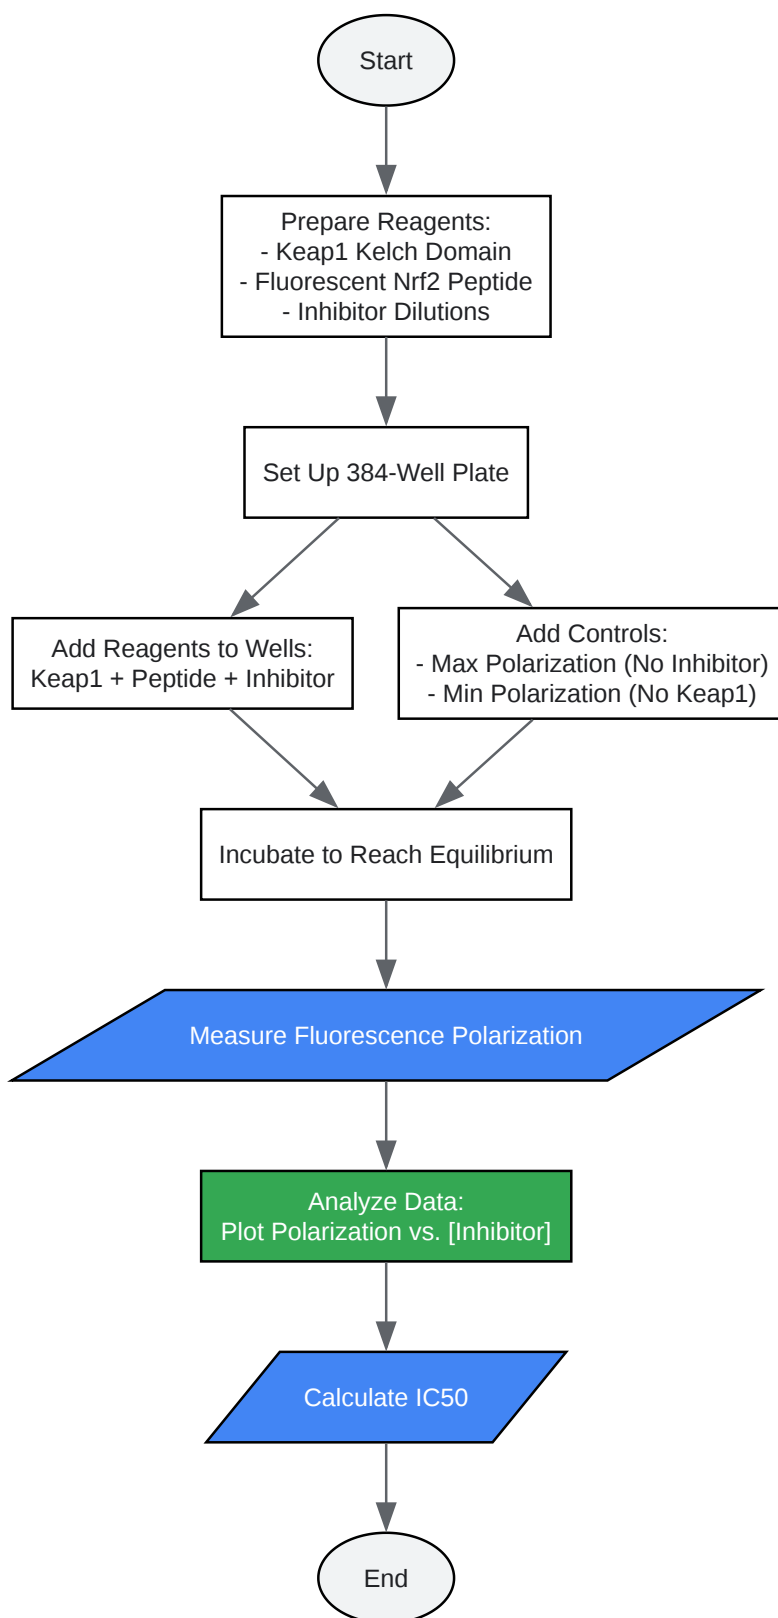 Start
Prepare Reagents:
- Keap1 Kelch Domain
- Fluorescent Nrf2 Peptide
- Inhibitor Dilutions
Set Up 384-Well Plate
Add Reagents to Wells:
Keap1 + Peptide + Inhibitor
Add Controls:
- Max Polarization (No Inhibitor)
- Min Polarization (No Keap1)
Incubate to Reach Equilibrium
Measure Fluorescence Polarization
Analyze Data:
Plot Polarization vs. [Inhibitor]
Calculate IC50
End